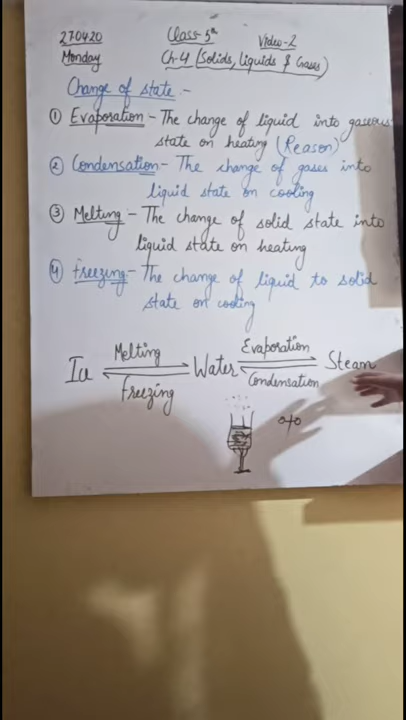 27.04.20 Class-5th Video-2
Monday Ch-4 (Solids, Liquids & Gases)
Change of state :-
① Evaporation - The change of liquid into gaseous
state on heating (Reason)
② Condensation - The change of gases into
liquid state on cooling
③ Melting - The change of solid state into
liquid state on heating
④ Freezing - The change of liquid to solid
state on cooling
Melting Evaporation
Ice Water Steam
Freezing Condensation